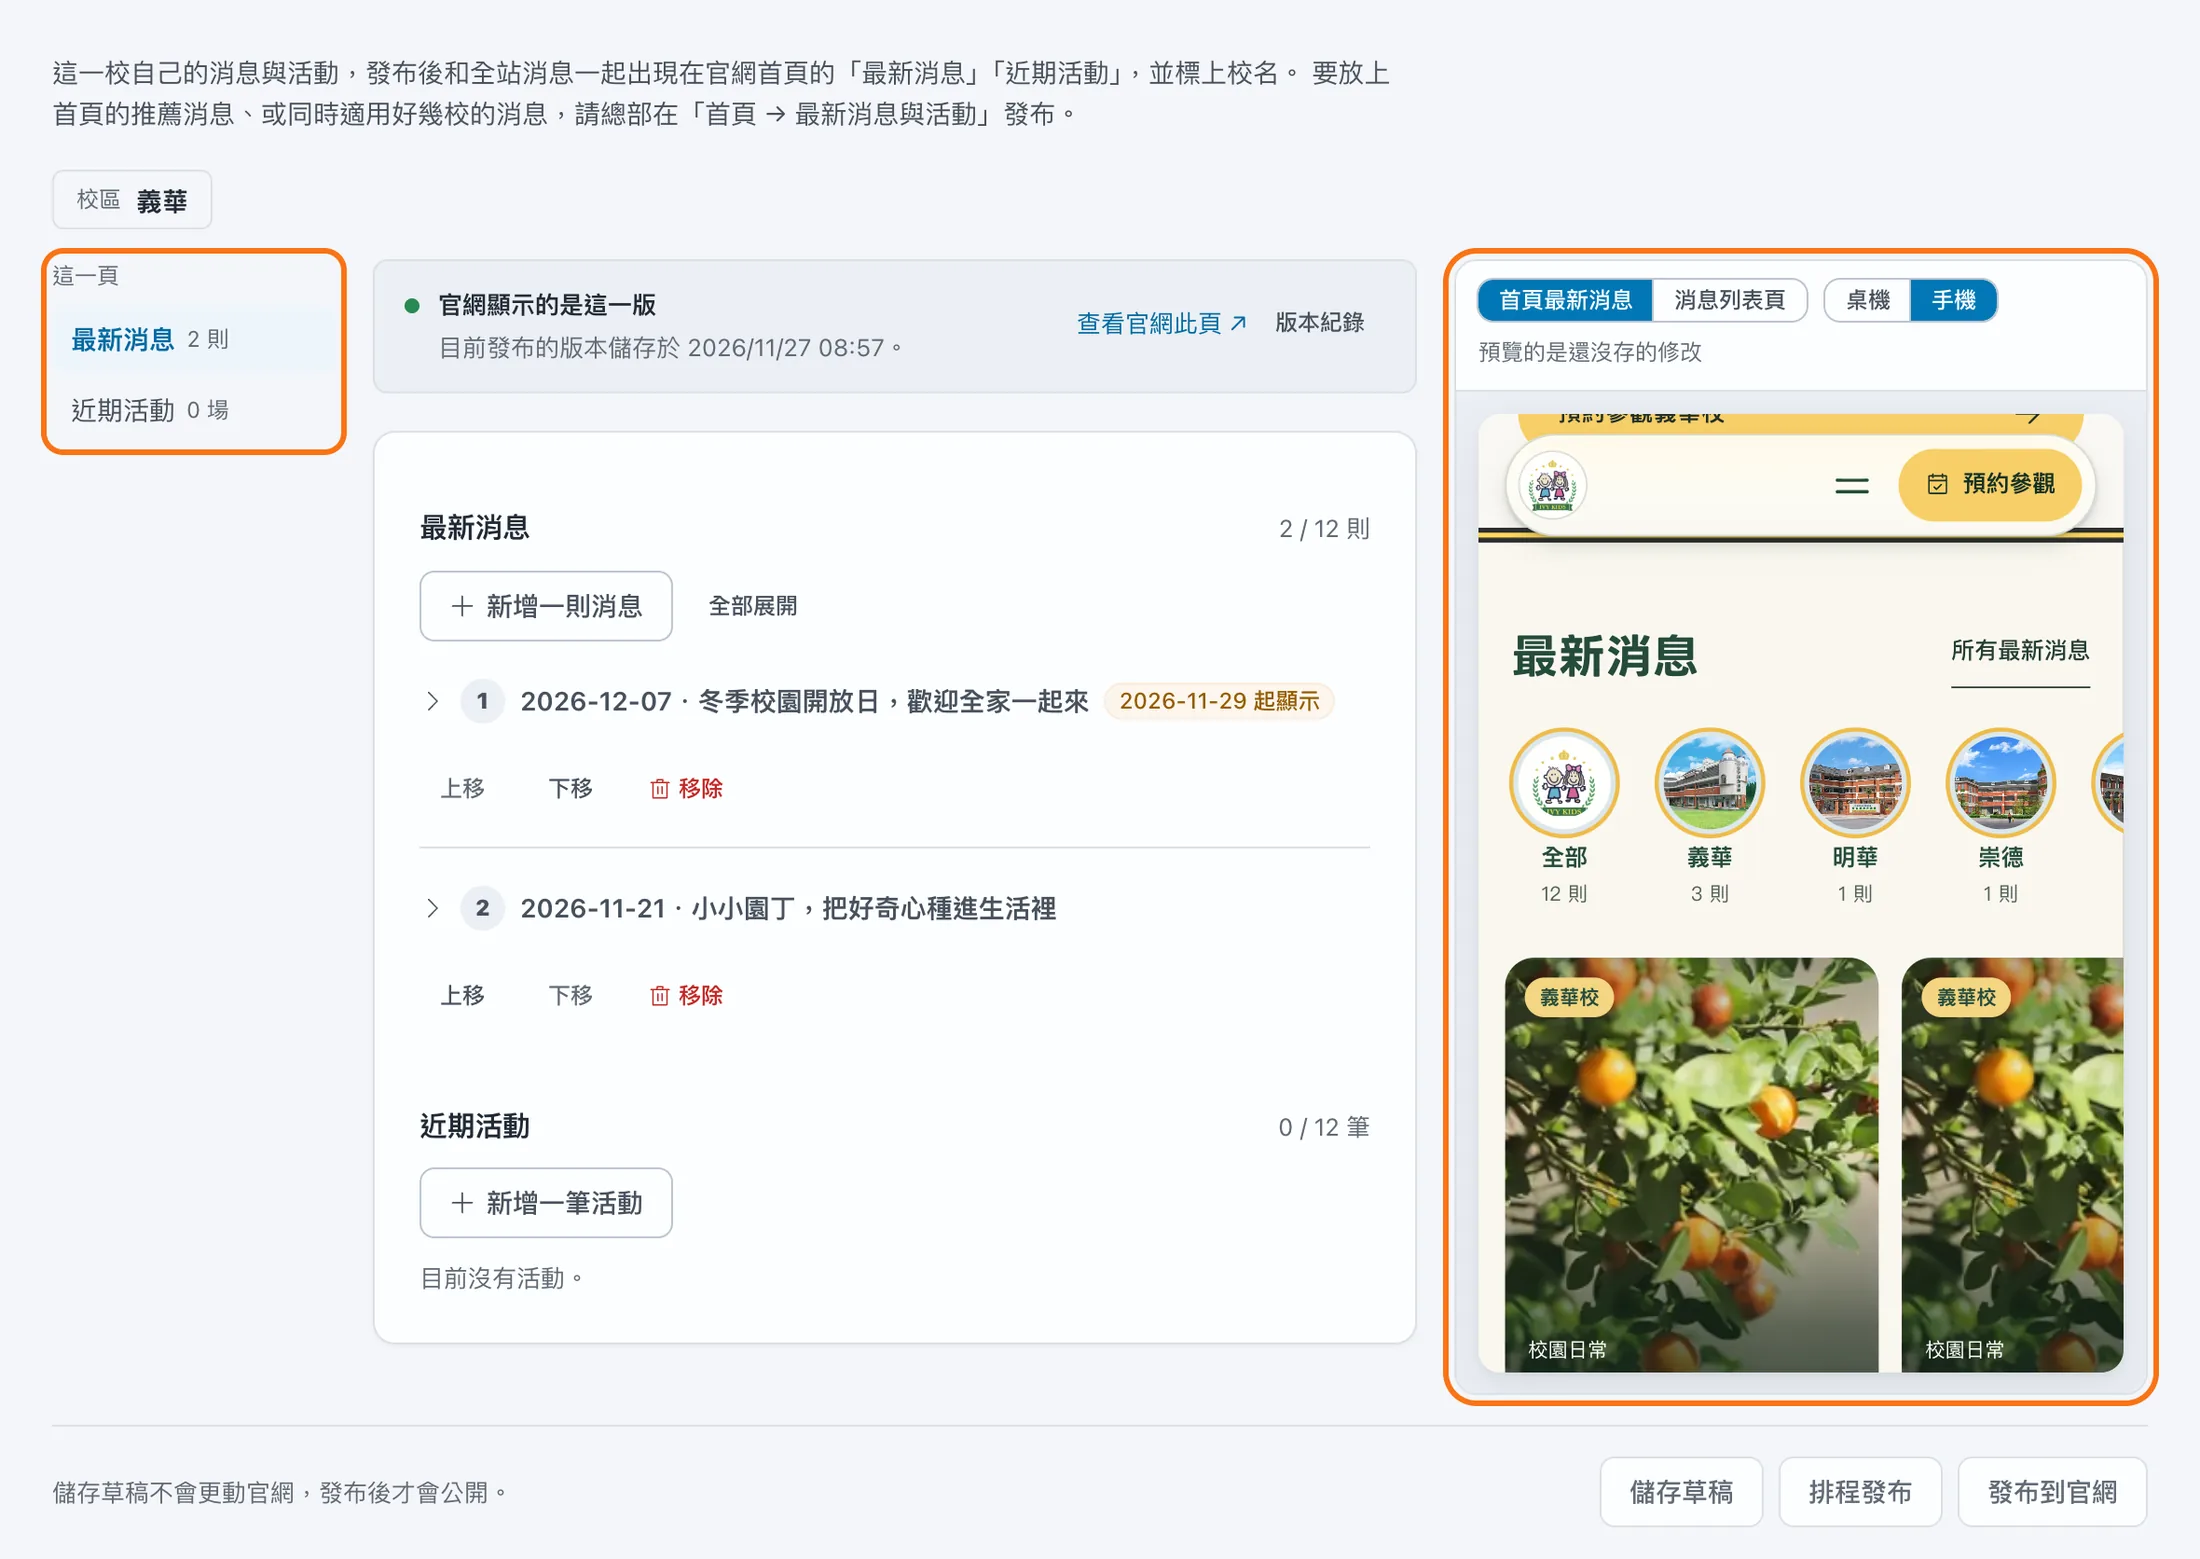 這一校自己的消息與活動，發布後和全站消息一起出現在官網首頁的「最新消息」「近期活動」，並標上校名。 要放上
首頁的推薦消息、或同時適用好幾校的消息，請總部在「首頁 → 最新消息與活動」發布。
校區 義華
這一頁
最新消息 2 則
近期活動 0 場
官網顯示的是這一版
目前發布的版本儲存於 2026/11/27 08:57。
查看官網此頁 ↗ 版本紀錄
最新消息 2 / 12 則
＋ 新增一則消息 全部展開
1 2026-12-07 · 冬季校園開放日，歡迎全家一起來 2026-11-29 起顯示
上移 下移 移除
2 2026-11-21 · 小小園丁，把好奇心種進生活裡
上移 下移 移除
近期活動 0 / 12 筆
＋ 新增一筆活動
目前沒有活動。
首頁最新消息 消息列表頁 桌機 手機
預覽的是還沒存的修改
預約參觀義華校 →
IVY KIDS 預約參觀
最新消息 所有最新消息
IVY KIDS
全部 義華 明華 崇德
12 則 3 則 1 則 1 則
義華校 義華校
校園日常 校園日常
儲存草稿不會更動官網，發布後才會公開。
儲存草稿 排程發布 發布到官網